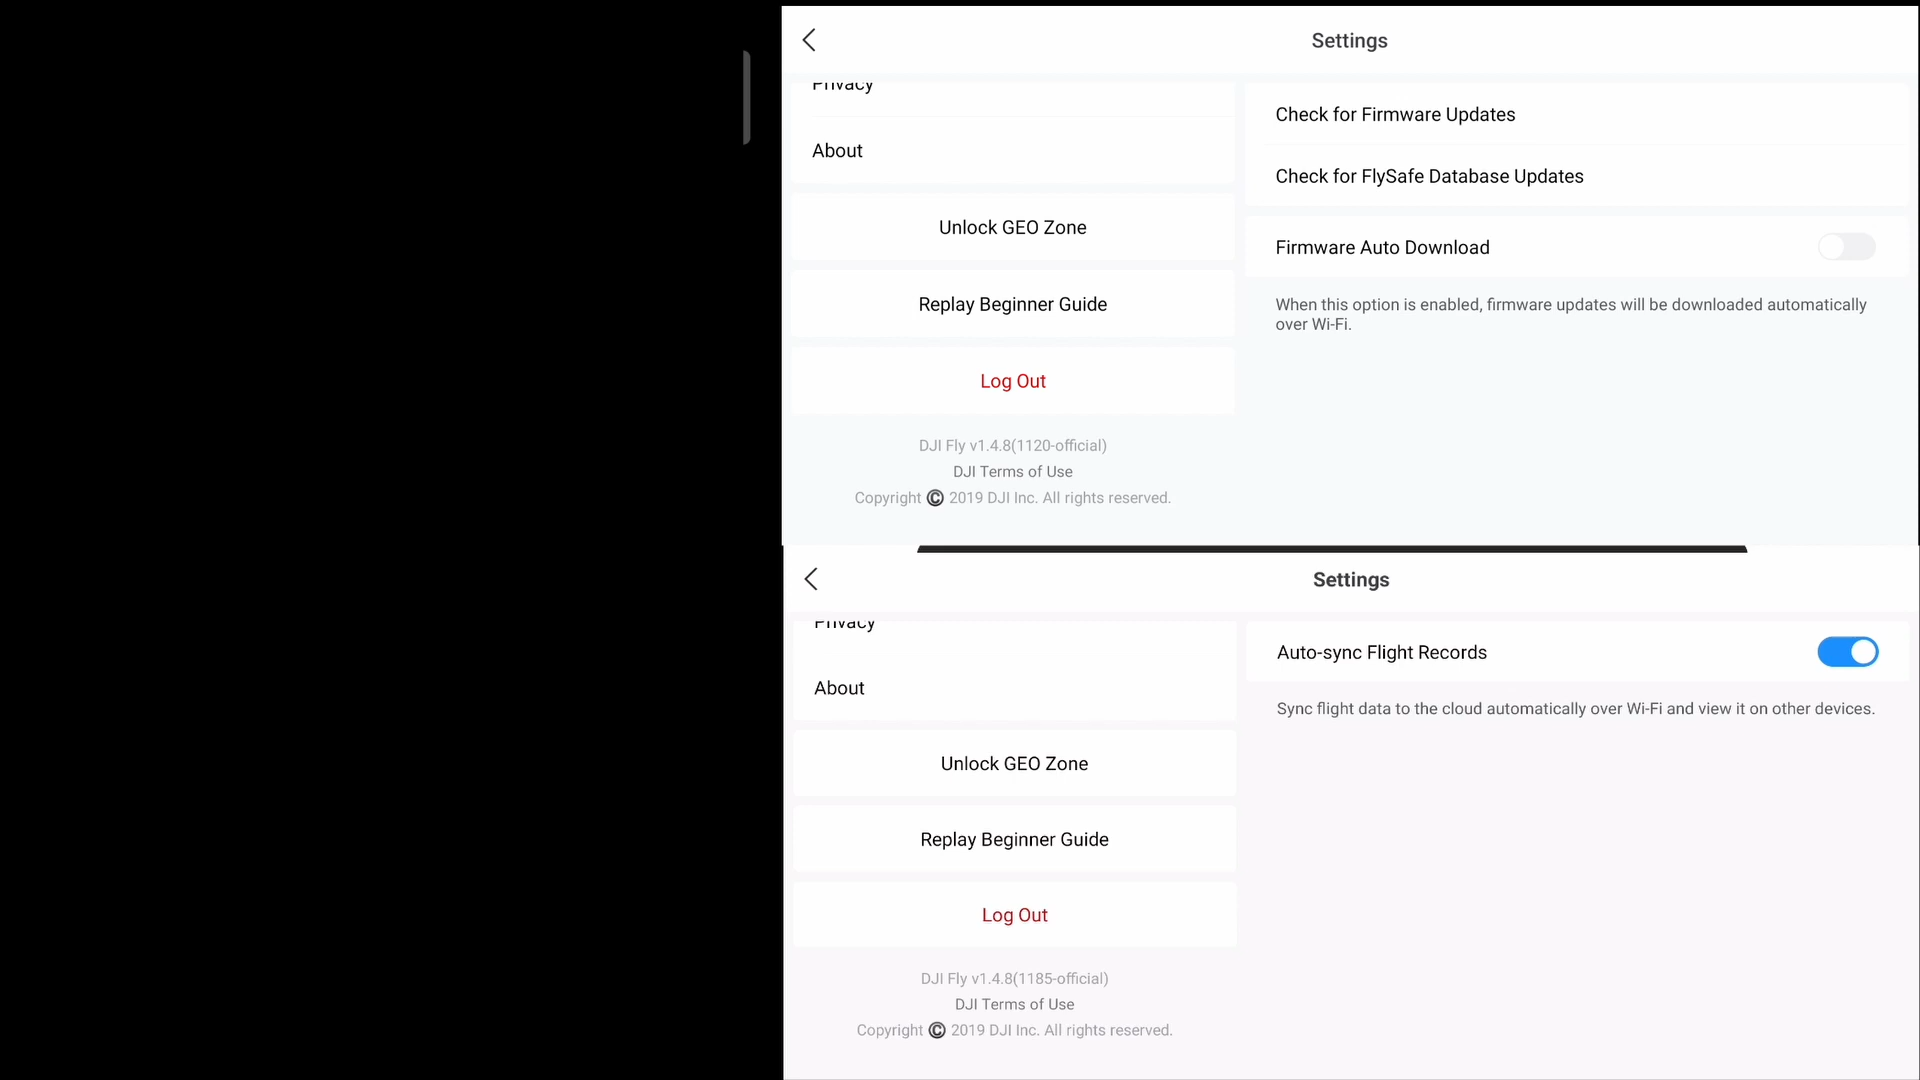 Settings
Privacy
About
Unlock GEO Zone
Replay Beginner Guide
Log Out
DJI Fly v1.4.8(1120-official)
DJI Terms of Use
Copyright © 2019 DJI Inc. All rights reserved.
Check for Firmware Updates
Check for FlySafe Database Updates
Firmware Auto Download
When this option is enabled, firmware updates will be downloaded automatically
over Wi-Fi.
Settings
Privacy
About
Unlock GEO Zone
Replay Beginner Guide
Log Out
DJI Fly v1.4.8(1185-official)
DJI Terms of Use
Copyright © 2019 DJI Inc. All rights reserved.
Auto-sync Flight Records
Sync flight data to the cloud automatically over Wi-Fi and view it on other devices.